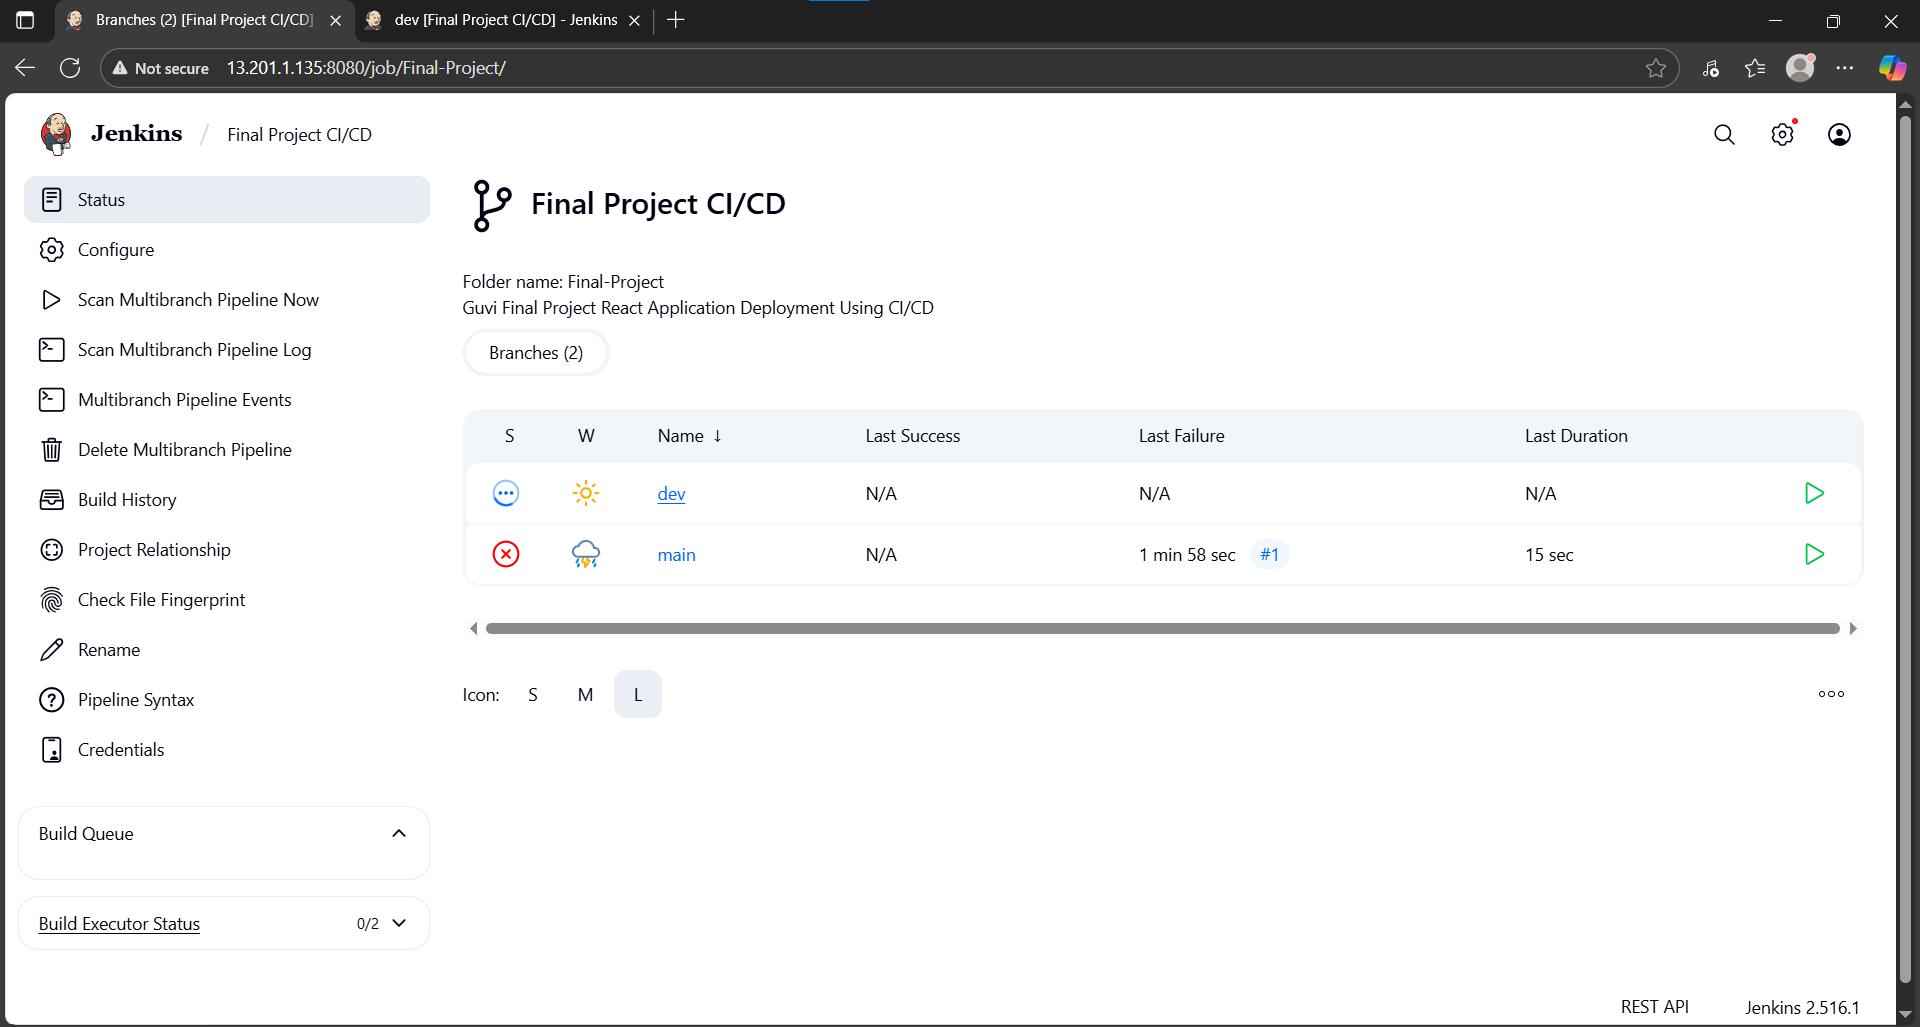 Branches (2) [Final Project CI/CD]
dev [Final Project CI/CD] - Jenkins
Not secure 13.201.1.135:8080/job/Final-Project/
Jenkins / Final Project CI/CD
Status
Configure
Scan Multibranch Pipeline Now
Scan Multibranch Pipeline Log
Multibranch Pipeline Events
Delete Multibranch Pipeline
Build History
Project Relationship
Check File Fingerprint
Rename
Pipeline Syntax
Credentials
Build Queue
Build Executor Status 0/2
Final Project CI/CD
Folder name: Final-Project
Guvi Final Project React Application Deployment Using CI/CD
Branches (2)
S W Name ↓ Last Success Last Failure Last Duration
dev N/A N/A N/A
main N/A 1 min 58 sec #1 15 sec
Icon: S M L
REST API Jenkins 2.516.1